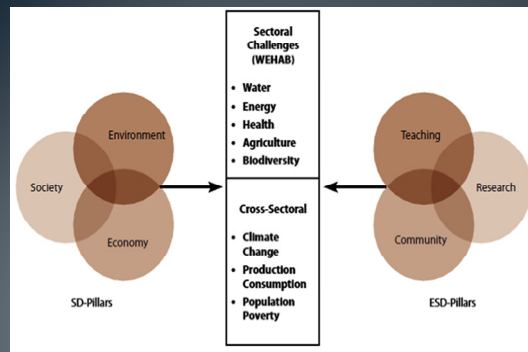 Environment
Society
Economy
SD-Pillars
Sectoral
Challenges
(WEHAB)
• Water
• Energy
• Health
• Agriculture
• Biodiversity
Cross-Sectoral
• Climate
Change
• Production
Consumption
• Population
Poverty
Teaching
Research
Community
ESD-Pillars